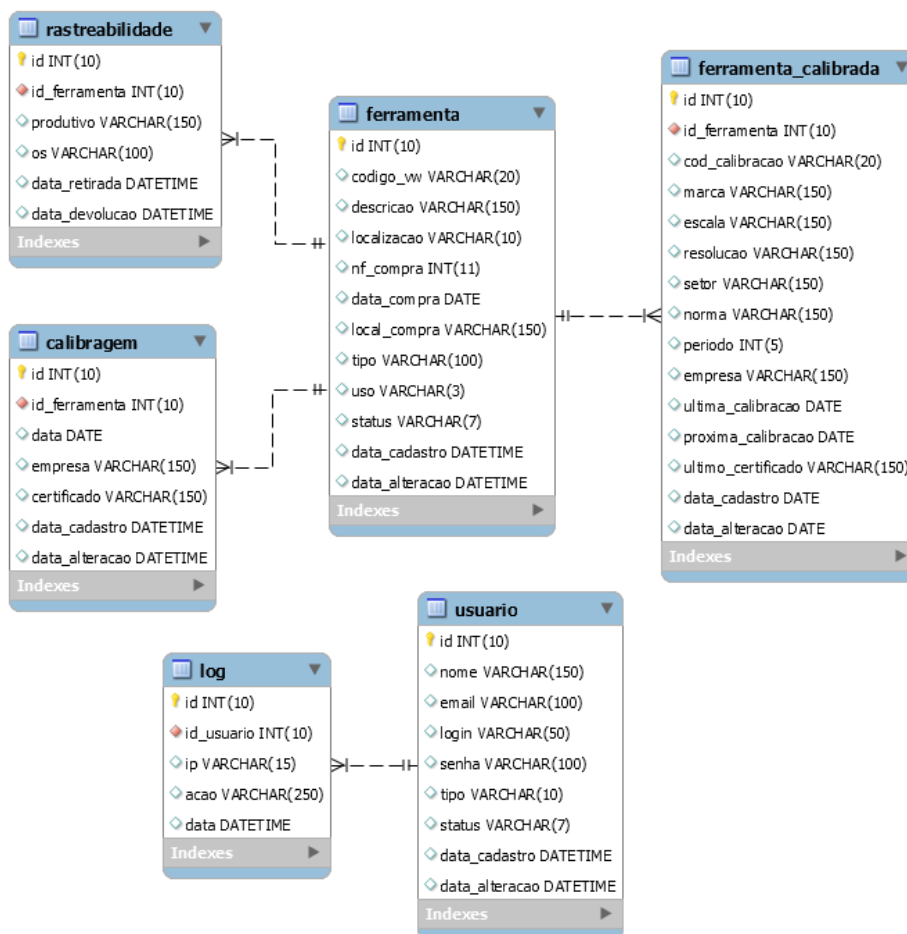 rastreabilidade
id INT(10)
id_ferramenta INT(10)
produtivo VARCHAR(150)
os VARCHAR(100)
data_retirada DATETIME
data_devolucao DATETIME
Indexes
calibragem
id INT(10)
id_ferramenta INT(10)
data DATE
empresa VARCHAR(150)
certificado VARCHAR(150)
data_cadastro DATETIME
data_alteracao DATETIME
Indexes
ferramenta
id INT(10)
codigo_vw VARCHAR(20)
descricao VARCHAR(150)
localizacao VARCHAR(10)
nf_compra INT(11)
data_compra DATE
local_compra VARCHAR(150)
tipo VARCHAR(100)
uso VARCHAR(3)
status VARCHAR(7)
data_cadastro DATETIME
data_alteracao DATETIME
Indexes
ferramenta_calibrada
id INT(10)
id_ferramenta INT(10)
cod_calibracao VARCHAR(20)
marca VARCHAR(150)
escala VARCHAR(150)
resolucao VARCHAR(150)
setor VARCHAR(150)
norma VARCHAR(150)
periodo INT(5)
empresa VARCHAR(150)
ultima_calibracao DATE
proxima_calibracao DATE
ultimo_certificado VARCHAR(150)
data_cadastro DATE
data_alteracao DATE
Indexes
log
id INT(10)
id_usuario INT(10)
ip VARCHAR(15)
acao VARCHAR(250)
data DATETIME
Indexes
usuario
id INT(10)
nome VARCHAR(150)
email VARCHAR(100)
login VARCHAR(50)
senha VARCHAR(100)
tipo VARCHAR(10)
status VARCHAR(7)
data_cadastro DATETIME
data_alteracao DATETIME
Indexes